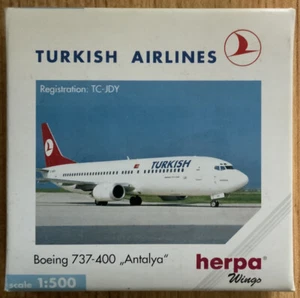 TURKISH AIRLINES
Registration: TC-JDY
TURKISH
Boeing 737-400 „Antalya“
herpa
Wings
scale 1:500